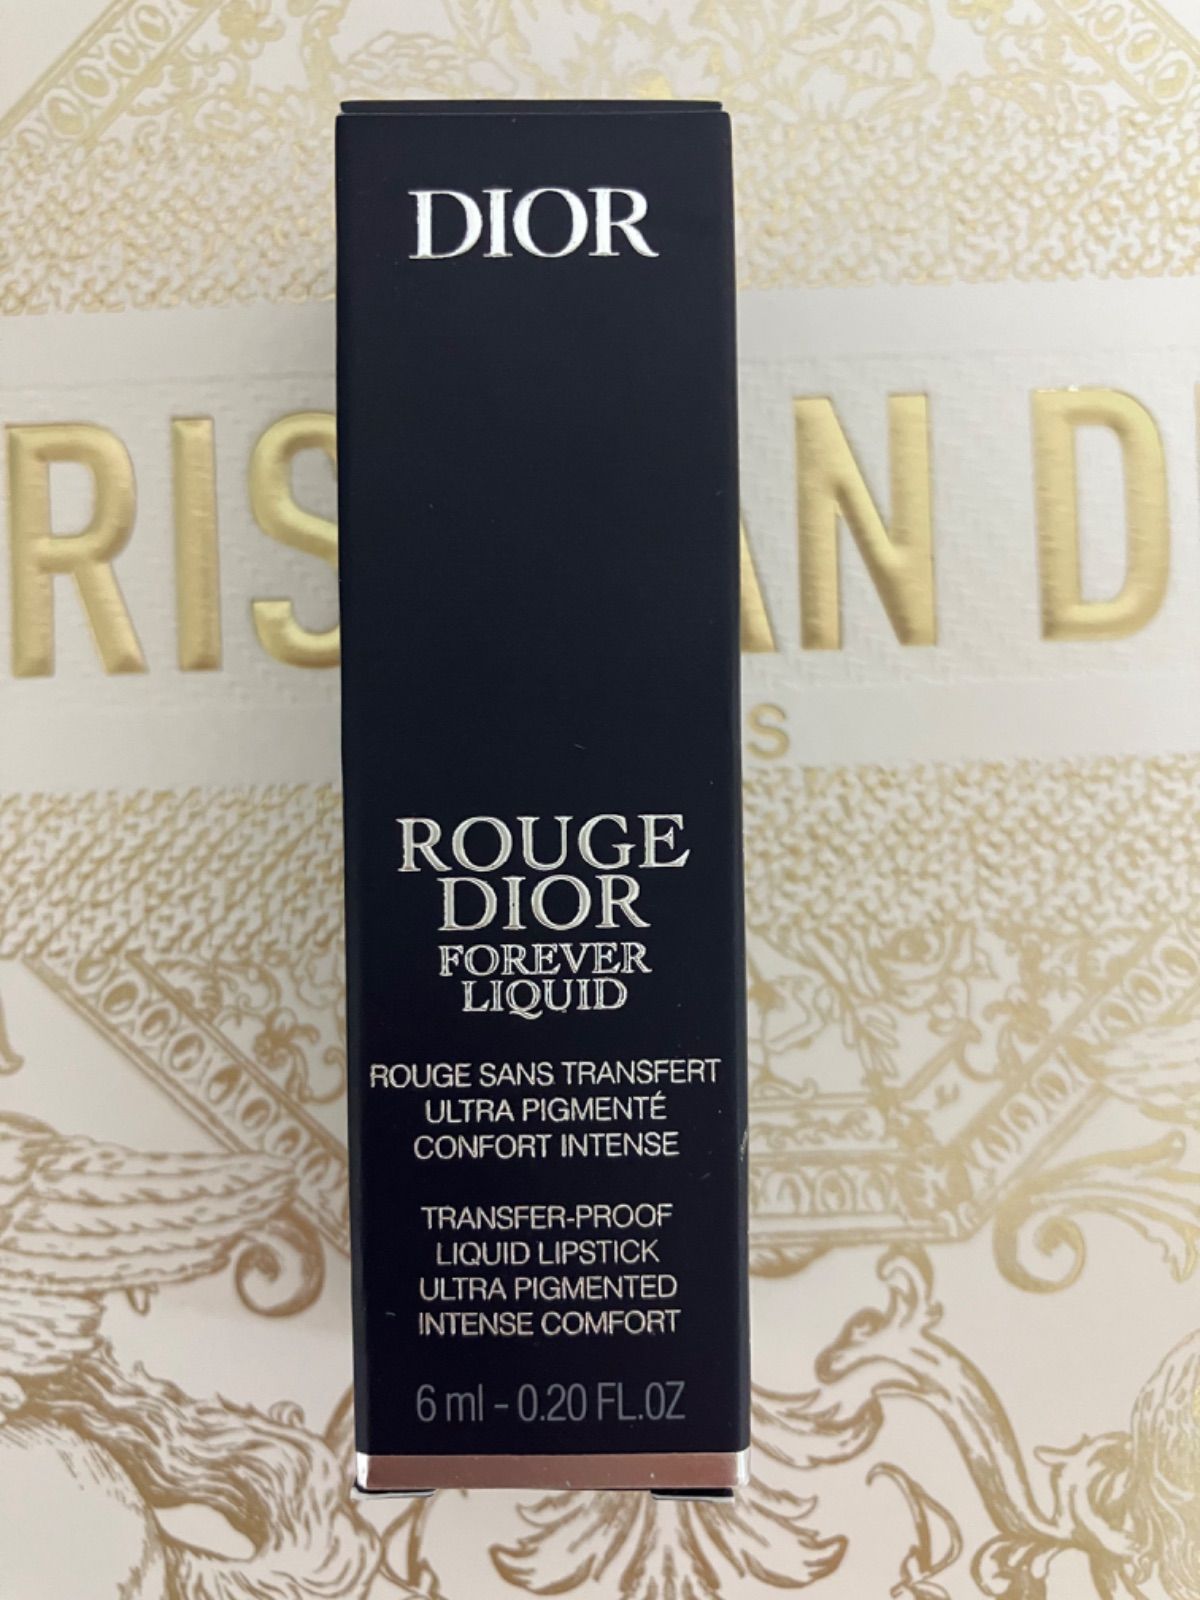 DIOR
RIS AN D
S
ROUGE
DIOR
FOREVER
LIQUID
ROUGE SANS TRANSFERT
ULTRA PIGMENTÉ
CONFORT INTENSE
TRANSFER-PROOF
LIQUID LIPSTICK
ULTRA PIGMENTED
INTENSE COMFORT
6 ml - 0.20 FL.OZ